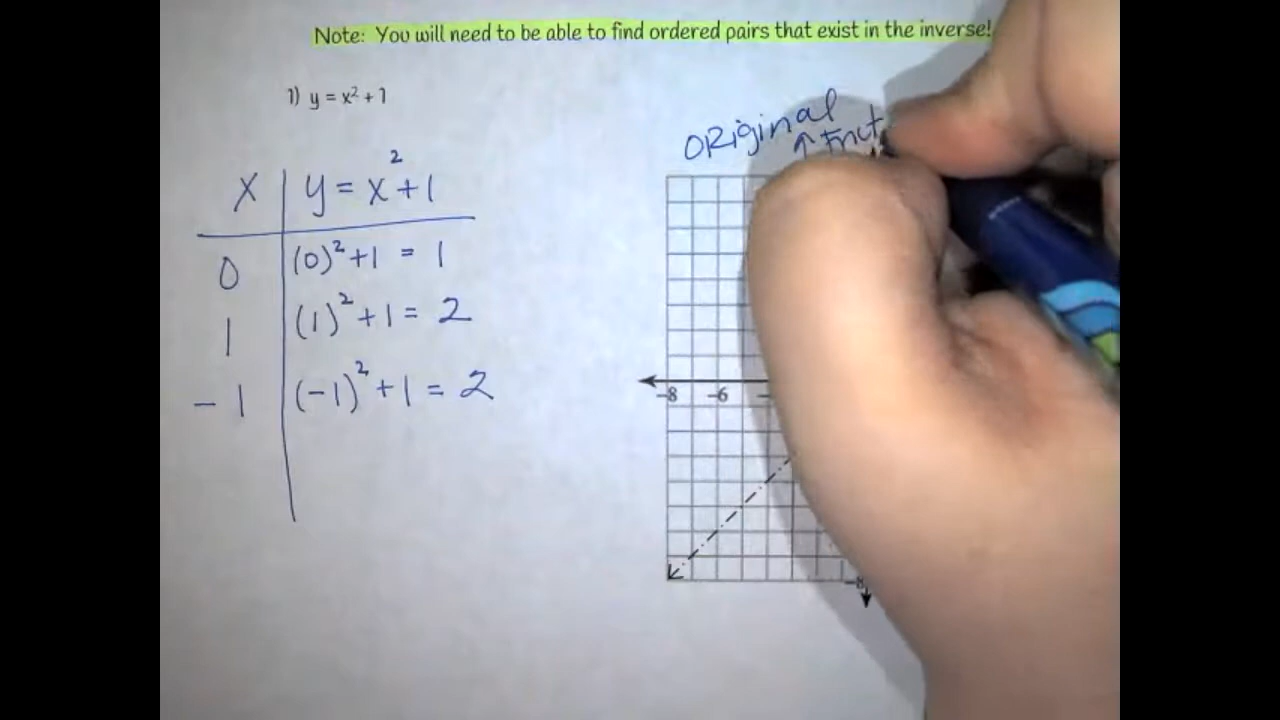 Note: You will need to be able to find ordered pairs that exist in the inverse!
1) y = x² + 1
ORiginal
↑ Fnct
x | y = x² + 1
0 | (0)² + 1 = 1
1 | (1)² + 1 = 2
-1 | (-1)² + 1 = 2
-8 -6
-8